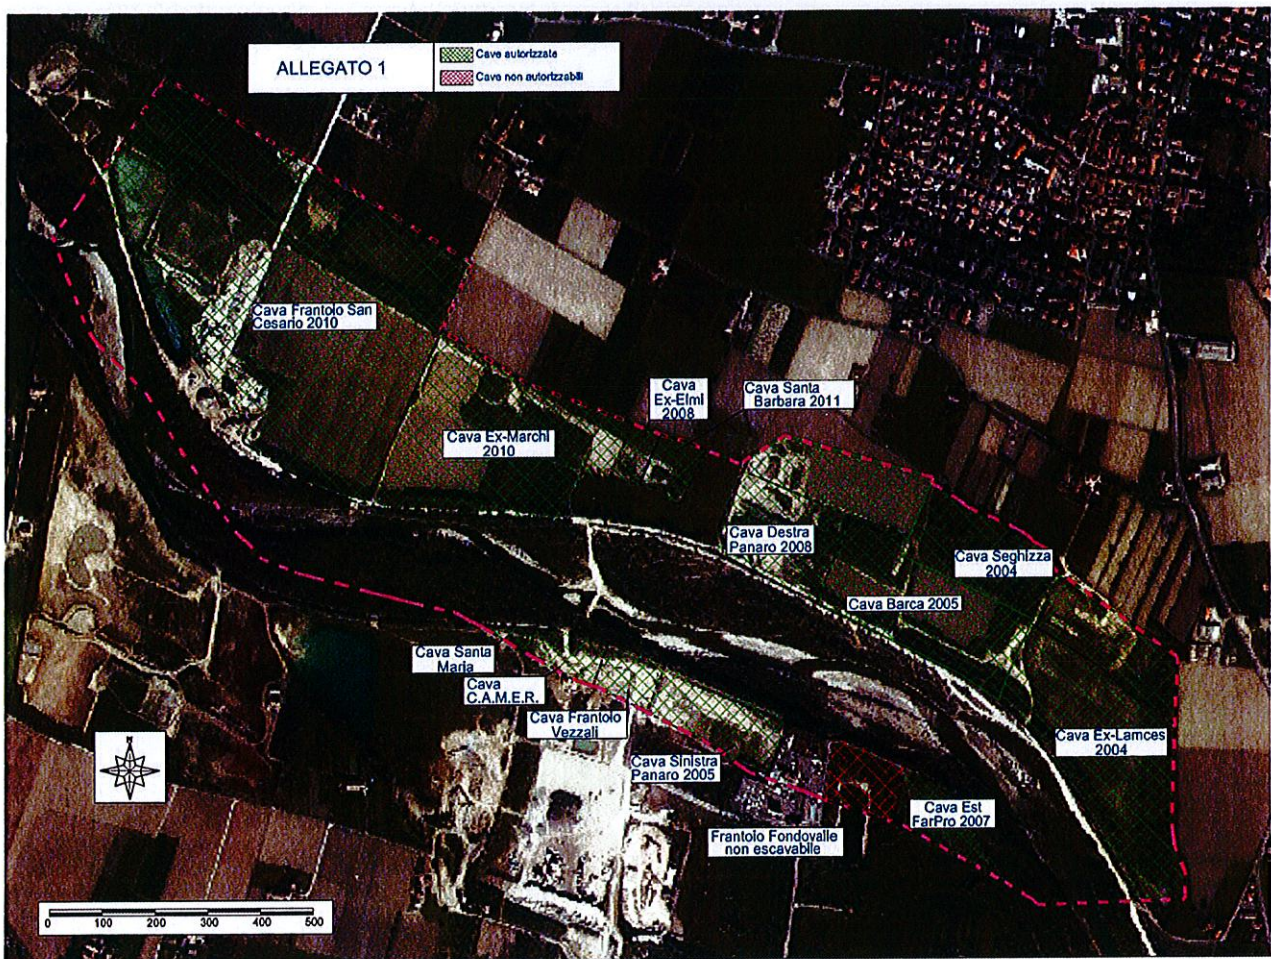 ALLEGATO 1
Cave autorizzate
Cave non autorizzabili
Cava Frantoio San
Cesario 2010
Cava
Ex-Elmi
2008
Cava Santa
Barbara 2011
Cava Ex-Marchi
2010
Cava Destra
Panaro 2008
Cava Seghizza
2004
Cava Barca 2005
Cava Santa
Maria
Cava
C.A.M.E.R.
Cava Frantoio
Vezzali
Cava Ex-Lamces
2004
Cava Sinistra
Panaro 2005
Cava Est
FarPro 2007
Frantoio Fondovalle
non escavabile
N
0 100 200 300 400 500